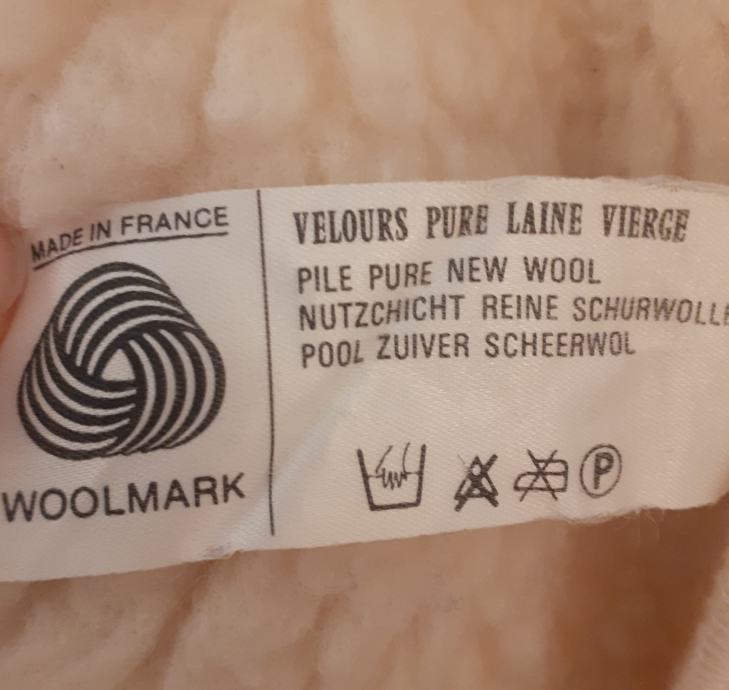 MADE IN FRANCE
WOOLMARK
VELOURS PURE LAINE VIERGE
PILE PURE NEW WOOL
NUTZCHICHT REINE SCHURWOLLE
POOL ZUIVER SCHEERWOL
P